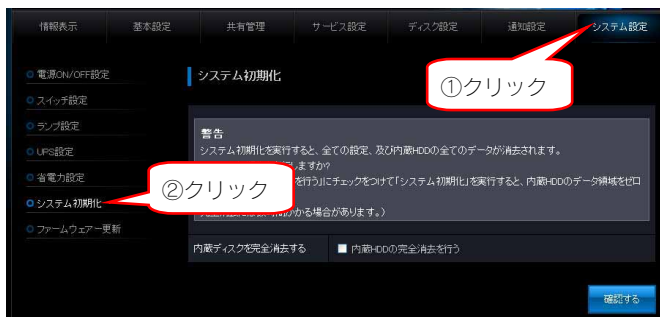 情報表示 基本設定 共有管理 サービス設定 ディスク設定 通知設定 システム設定
①クリック
電源ON/OFF設定
スイッチ設定
ランプ設定
UPS設定
省電力設定
システム初期化
ファームウェアー更新
②クリック
システム初期化
警告
システム初期化を実行すると、全ての設定、及び内蔵HDDの全てのデータが消去されます。
しますか?
を行う」にチェックをつけて「システム初期化」を実行すると、内蔵HDDのデータ領域をゼロ
かかる場合があります。)
内蔵ディスクを完全消去する 内蔵HDDの完全消去を行う
確認する